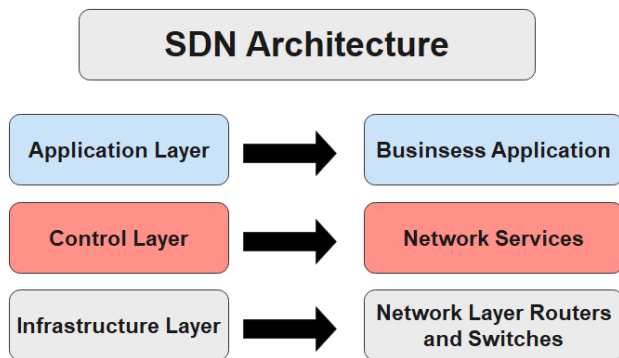 SDN Architecture
Application Layer
Businsess Application
Control Layer
Network Services
Infrastructure Layer
Network Layer Routers
and Switches